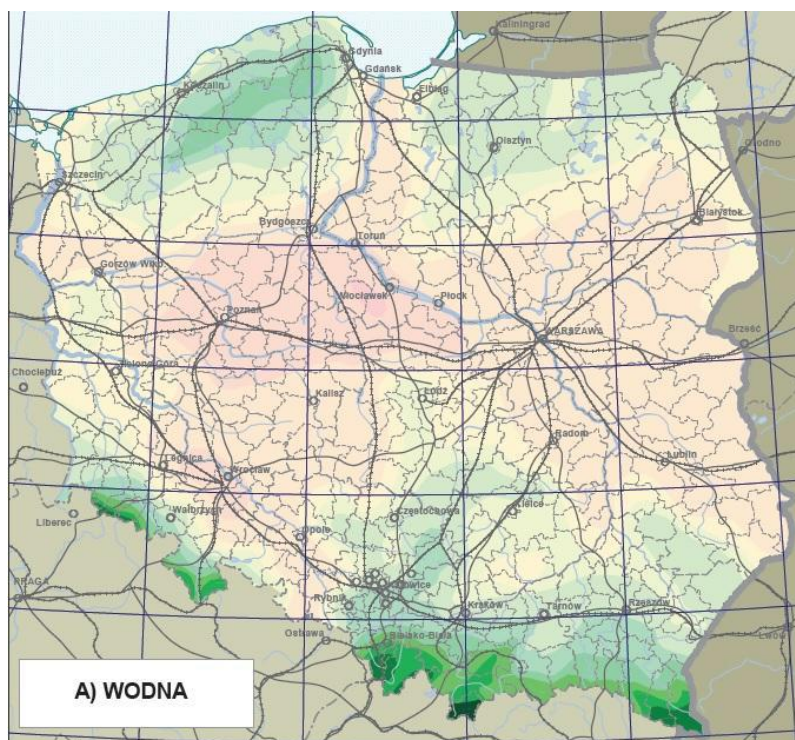 Kaliningrad
Gdynia
Gdańsk
Koszalin
Elbląg
Olsztyn
Grodno
Szczecin
Białystok
Bydgoszcz
Toruń
Gorzów Wlkp.
Włocławek
Płock
Poznań
WARSZAWA
Brześć
Chociebuż
Zielona Góra
Kalisz
Łódź
Radom
Legnica
Wrocław
Lublin
Wałbrzych
Liberec
Częstochowa
Kielce
Opole
PRAGA
Katowice
Rybnik
Kraków
Tarnów
Rzeszów
Ostrawa
Bielsko-Biała
Lwów
A) WODNA